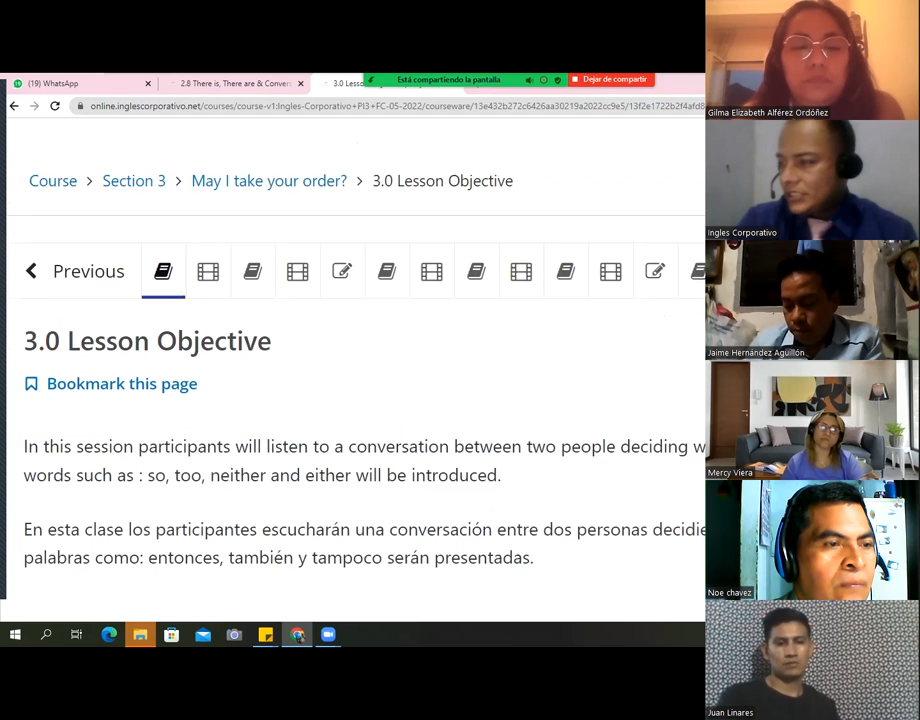 (19) WhatsApp
2.8 There is, There are & Convers
3.0 Less
Está compartiendo la pantalla
Dejar de compartir
online.inglescorporativo.net/courses/course-v1:Ingles-Corporativo+PI3+FC-05-2022/courseware/13e432b272c6426aa30219a2022cc9e5/13f2e1722b2f4afd8
Course > Section 3 > May I take your order? > 3.0 Lesson Objective
Previous
3.0 Lesson Objective
Bookmark this page
In this session participants will listen to a conversation between two people deciding w
words such as : so, too, neither and either will be introduced.
En esta clase los participantes escucharán una conversación entre dos personas decidie
palabras como: entonces, también y tampoco serán presentadas.
Gilma Elizabeth Alférez Ordóñez
Ingles Corporativo
Jaime Hernández Aguillón
Mercy Viera
Noe chavez
Juan Linares